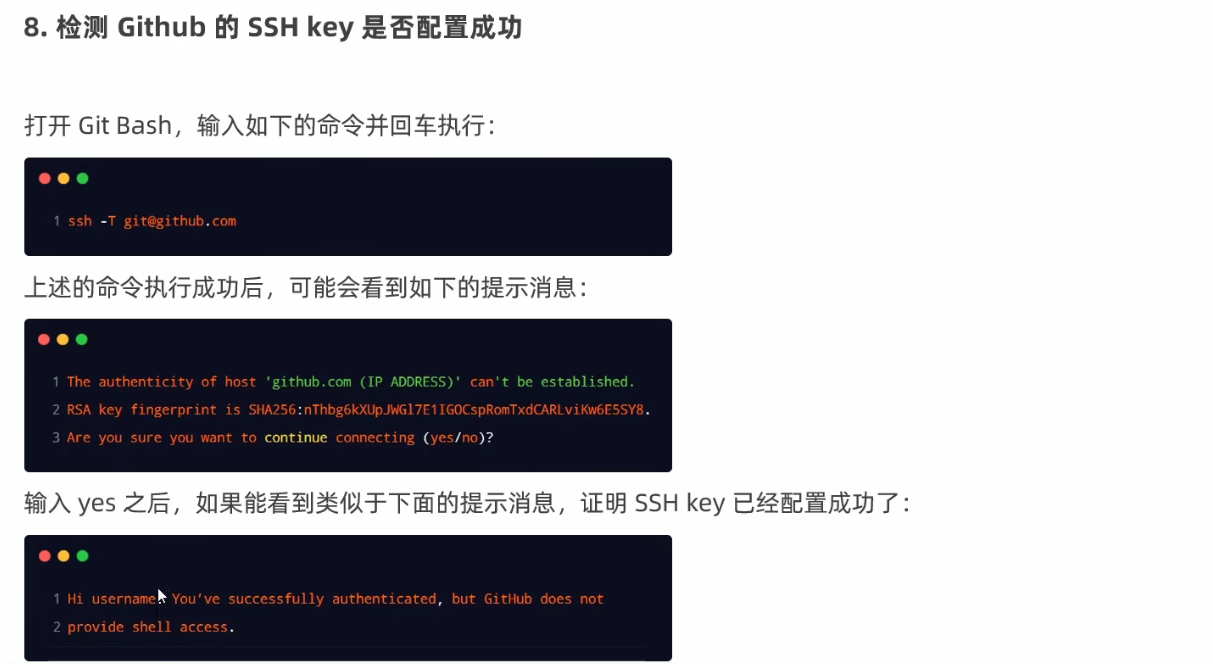 8. 检测 Github 的 SSH key 是否配置成功
打开 Git Bash，输入如下的命令并回车执行：
1 ssh -T git@github.com
上述的命令执行成功后，可能会看到如下的提示消息：
1 The authenticity of host 'github.com (IP ADDRESS)' can't be established.
2 RSA key fingerprint is SHA256:nThbg6kXUpJWGl7E1IGOCspRomTxdCARLviKw6E5SY8.
3 Are you sure you want to continue connecting (yes/no)?
输入 yes 之后，如果能看到类似于下面的提示消息，证明 SSH key 已经配置成功了：
1 Hi username! You've successfully authenticated, but GitHub does not
2 provide shell access.